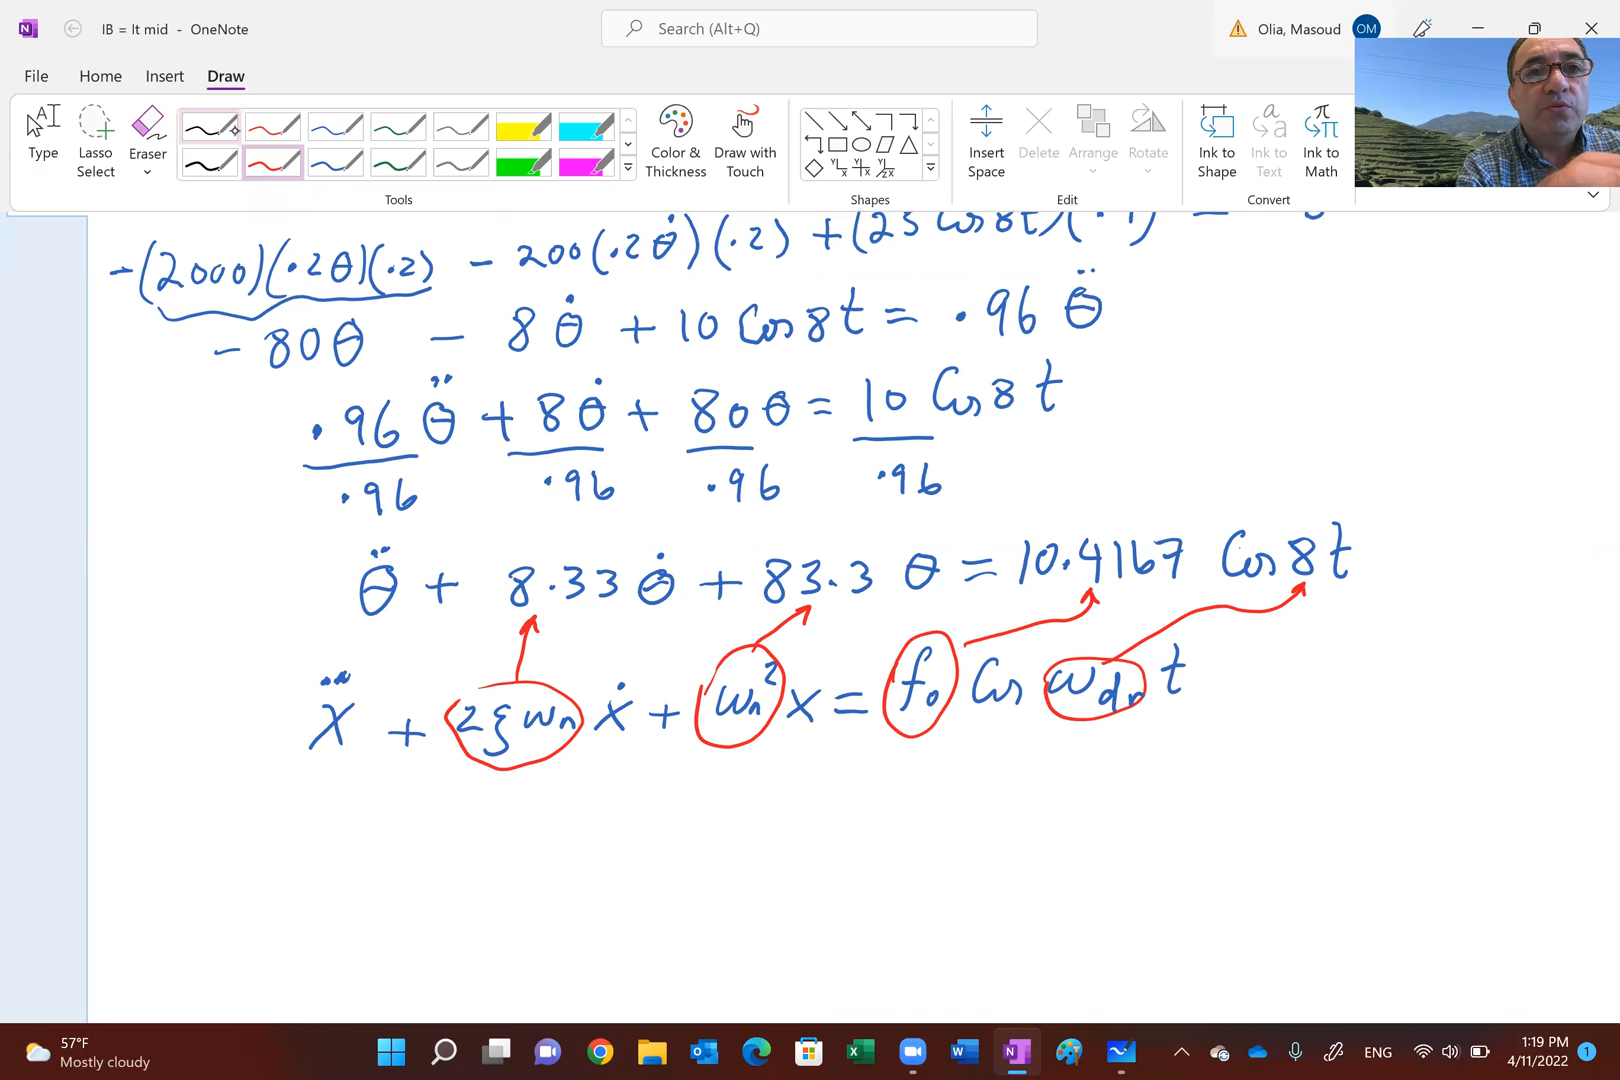 IB = It mid - OneNote
Search (Alt+Q)
Olia, Masoud OM
File Home Insert Draw
Type
Lasso Select
Eraser
Color & Thickness
Draw with Touch
Insert Space
Delete
Arrange
Rotate
Ink to Shape
Ink to Text
Ink to Math
Tools Shapes Edit Convert
-(2000)(.2θ)(.2) - 200(.2θ̇)(.2) + (25 Cos 8t)(.4) =
- 80θ - 8θ̇ + 10 Cos 8t = .96 θ̈
.96 θ̈ + 8θ̇ + 80θ = 10 Cos 8t
.96 .96 .96 .96
θ̈ + 8.33 θ̇ + 83.3 θ = 10.4167 Cos 8t
ẍ + 2ξωn ẋ + ωn² x = f₀ Cos ωdr t
57°F
Mostly cloudy
ENG
1:19 PM
4/11/2022
1